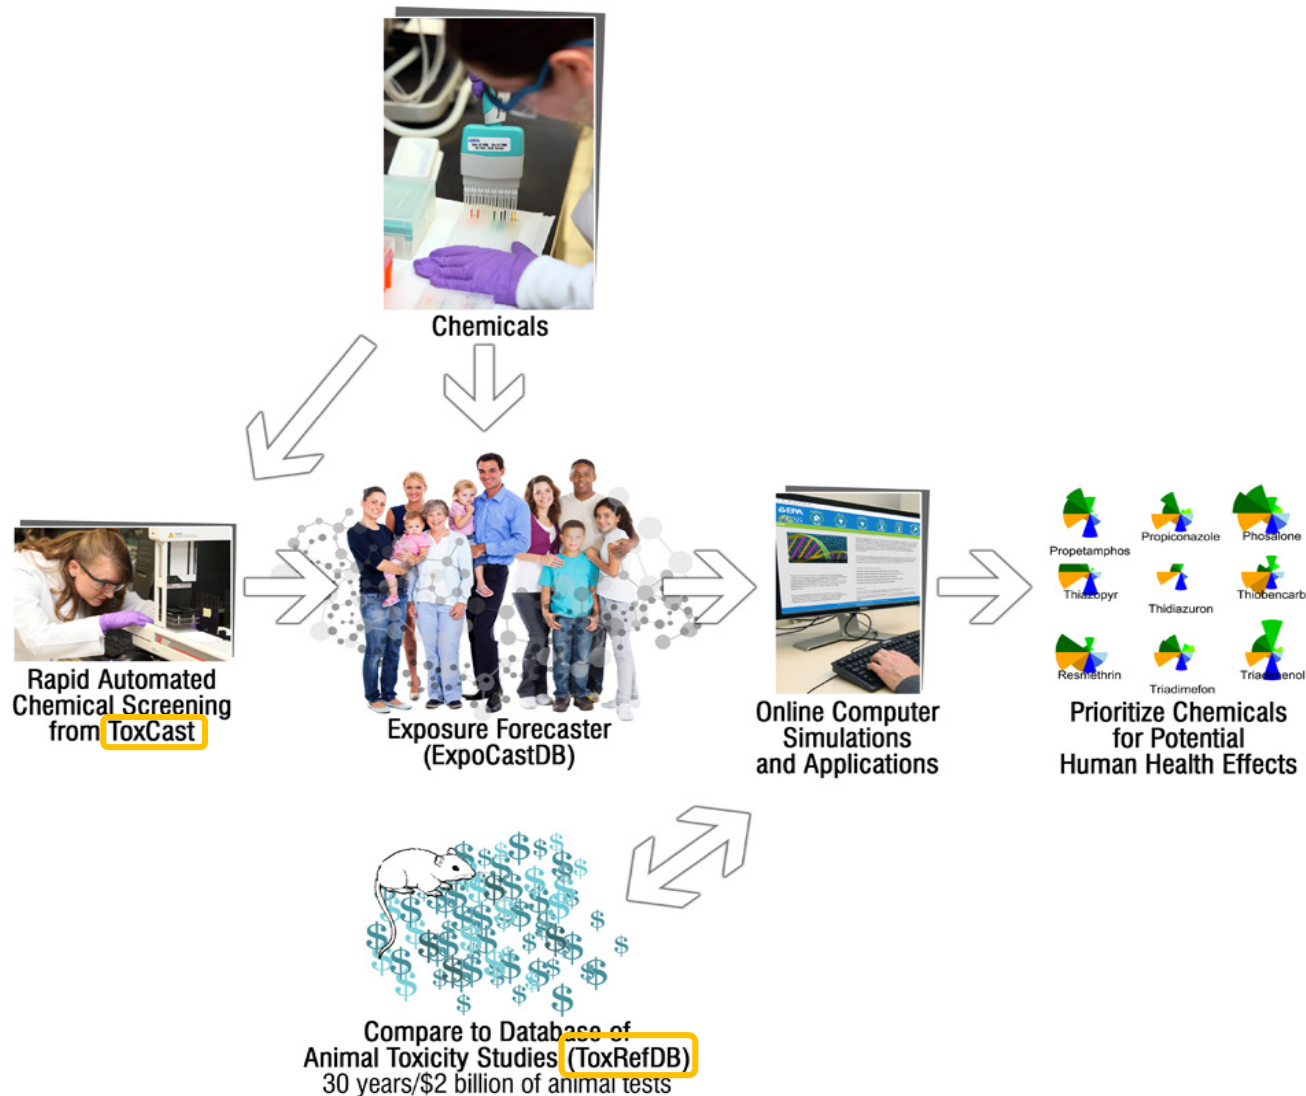 Chemicals
Rapid Automated
Chemical Screening
from ToxCast
Exposure Forecaster
(ExpoCastDB)
EPA
Online Computer
Simulations
and Applications
Propetamphos
Propiconazole
Phosalone
Thiazopyr
Thidiazuron
Thiobencarb
Resmethrin
Triadimefon
Triadimenol
Prioritize Chemicals
for Potential
Human Health Effects
Compare to Database of
Animal Toxicity Studies (ToxRefDB)
30 years/$2 billion of animal tests